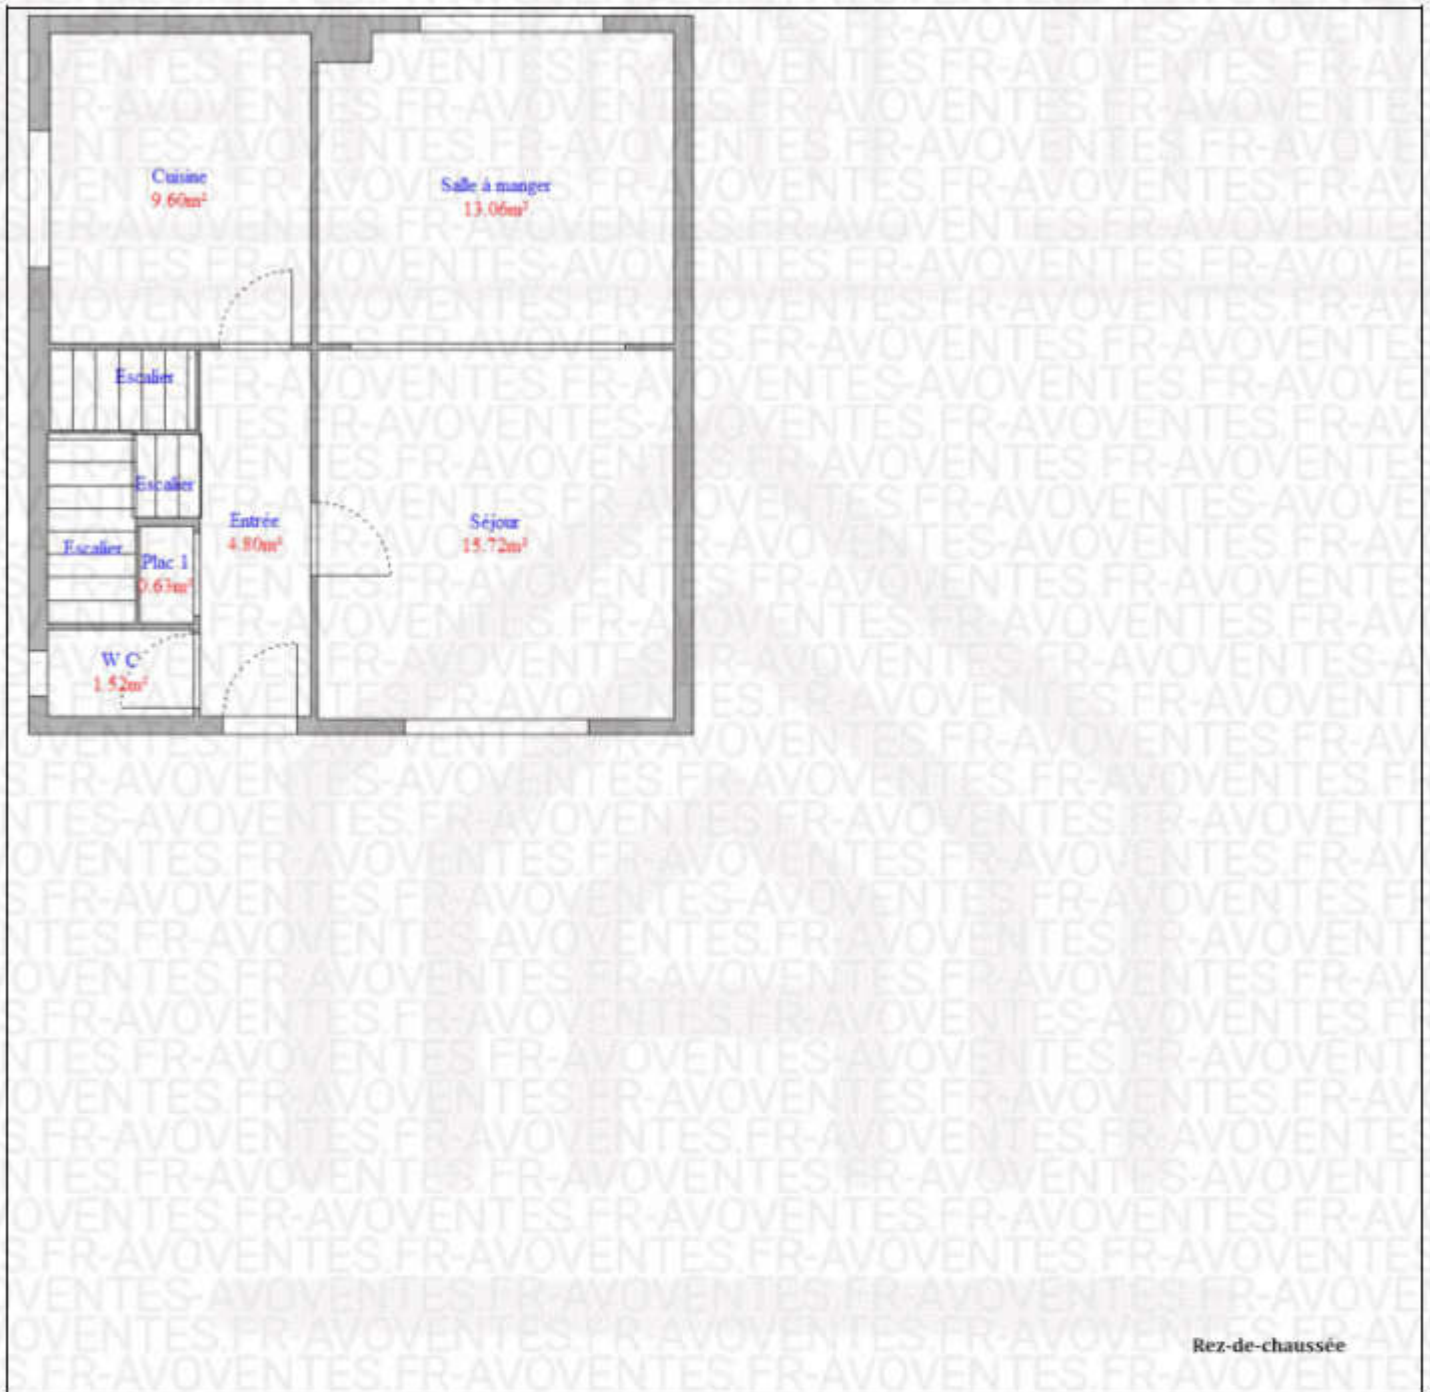 Cuisine
9.60m²
Salle à manger
13.06m²
Escalier
Escalier
Entrée
4.80m²
Séjour
15.72m²
Escalier
Plac 1
0.63m²
W C
1.52m²
Rez-de-chaussée